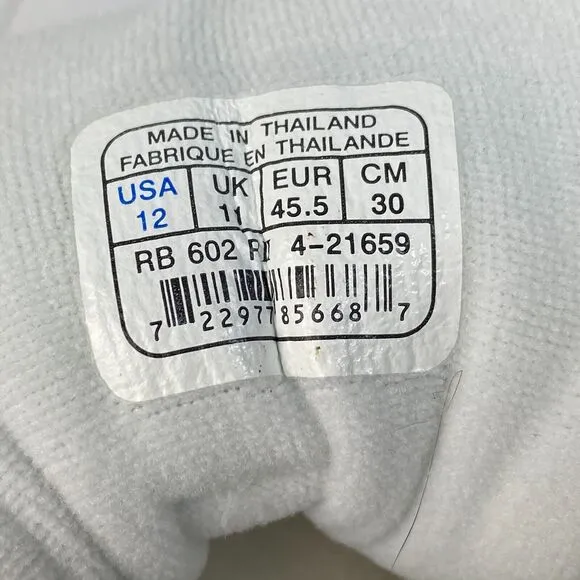 MADE IN THAILAND
FABRIQUE EN THAILANDE
USA UK EUR CM
12 11 45.5 30
RB 602 4-21659
7 22977 85668 7